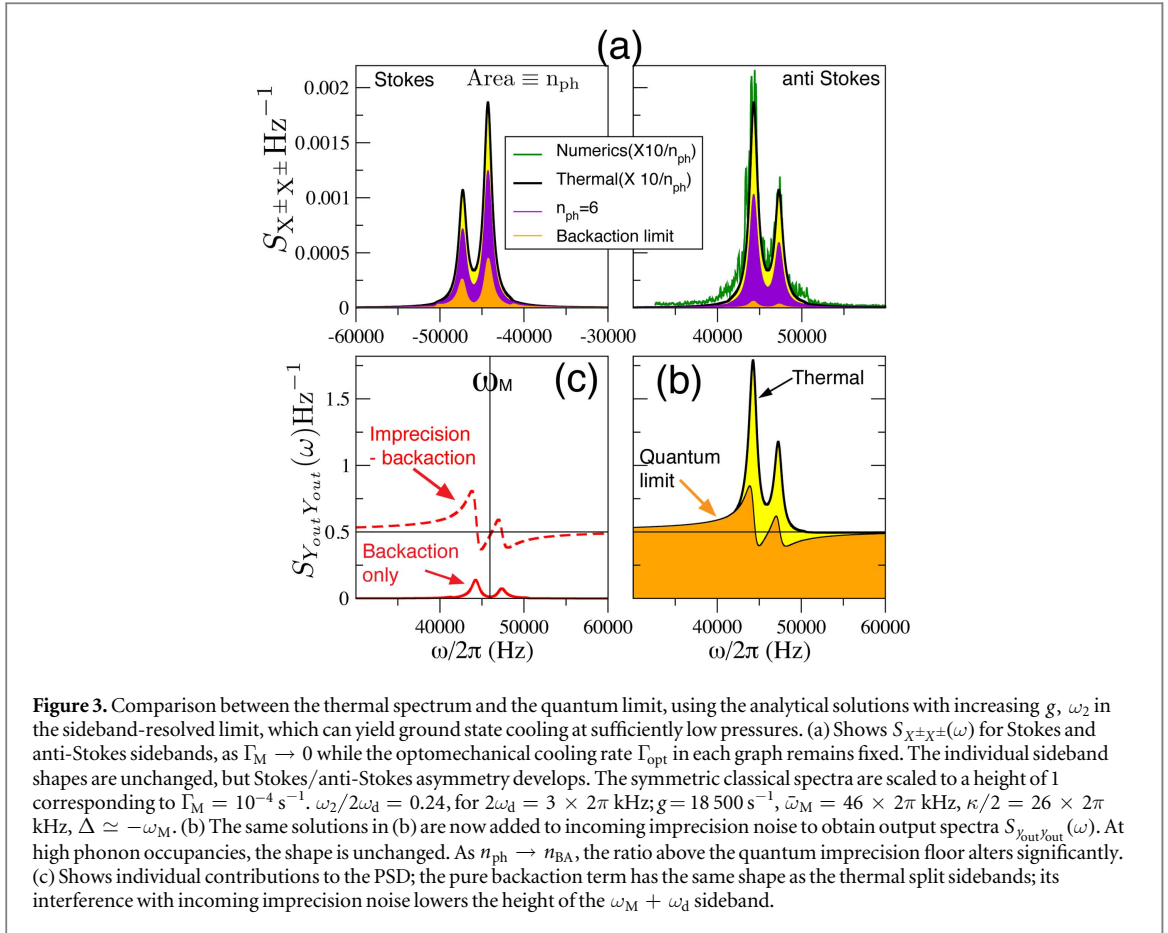 (a)
Stokes
Area ≡ n_ph
anti Stokes
S_X±X± Hz⁻¹
0.002
0.0015
0.001
0.0005
0
Numerics(X10/n_ph)
Thermal(X 10/n_ph)
n_ph=6
Backaction limit
-60000 -50000 -40000 -30000
40000 50000
(c)
ω_M
Imprecision
- backaction
Backaction
only
S_Y_out Y_out (ω)Hz⁻¹
1.5
1
0.5
0
40000 50000 60000
ω/2π (Hz)
(b)
Thermal
Quantum
limit
40000 50000 60000
ω/2π (Hz)
Figure 3. Comparison between the thermal spectrum and the quantum limit, using the analytical solutions with increasing g, ω₂ in
the sideband-resolved limit, which can yield ground state cooling at sufficiently low pressures. (a) Shows S_X±X±(ω) for Stokes and
anti-Stokes sidebands, as Γ_M → 0 while the optomechanical cooling rate Γ_opt in each graph remains fixed. The individual sideband
shapes are unchanged, but Stokes/anti-Stokes asymmetry develops. The symmetric classical spectra are scaled to a height of 1
corresponding to Γ_M = 10⁻⁴ s⁻¹. ω₂/2ω_d = 0.24, for 2ω_d = 3 × 2π kHz; g= 18 500 s⁻¹, ω̄_M = 46 × 2π kHz, κ/2 = 26 × 2π
kHz, Δ ≃ −ω_M. (b) The same solutions in (b) are now added to incoming imprecision noise to obtain output spectra S_y_out y_out(ω). At
high phonon occupancies, the shape is unchanged. As n_ph → n_BA, the ratio above the quantum imprecision floor alters significantly.
(c) Shows individual contributions to the PSD; the pure backaction term has the same shape as the thermal split sidebands; its
interference with incoming imprecision noise lowers the height of the ω_M + ω_d sideband.